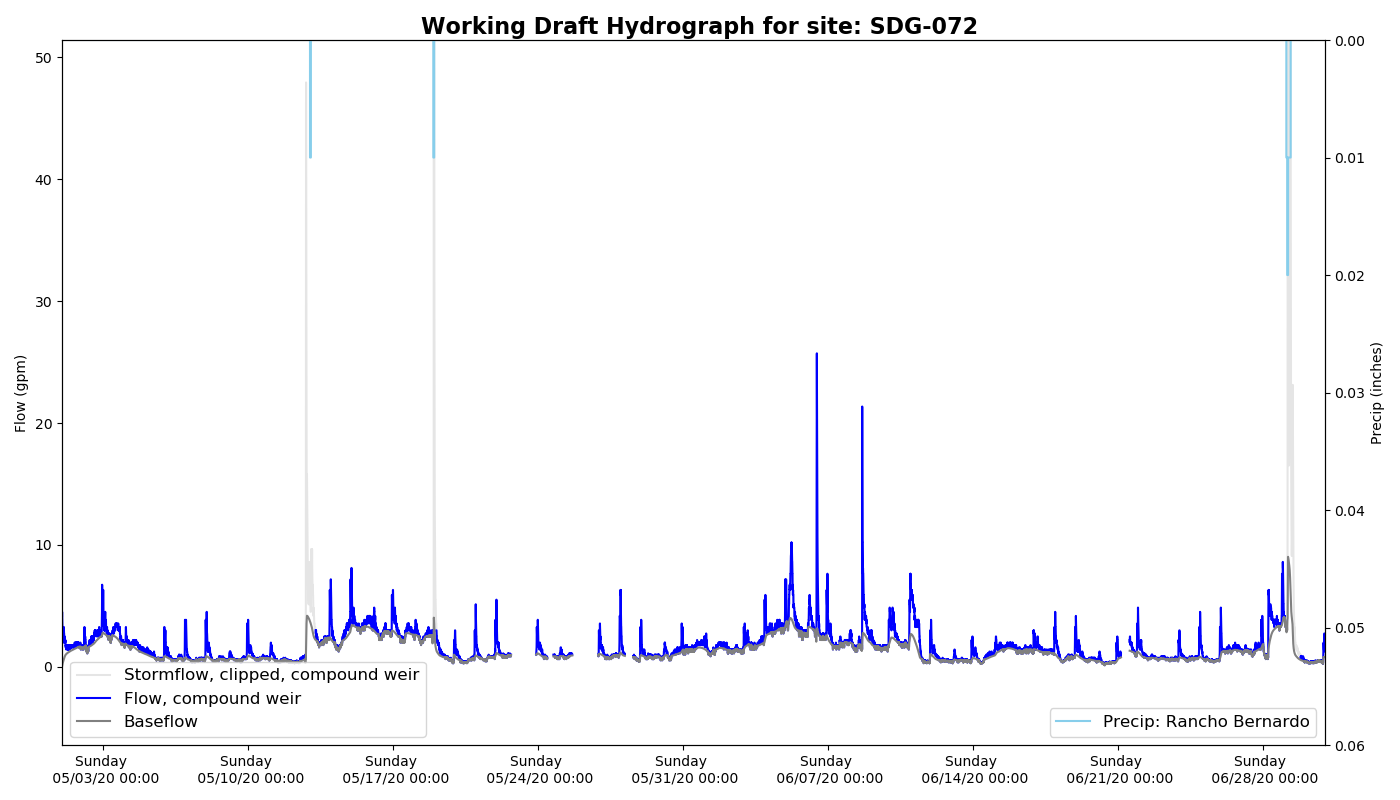 Working Draft Hydrograph for site: SDG-072
50
40
30
20
10
0
Flow (gpm)
0.00
0.01
0.02
0.03
0.04
0.05
0.06
Precip (inches)
Stormflow, clipped, compound weir
Flow, compound weir
Baseflow
Precip: Rancho Bernardo
Sunday
05/03/20 00:00
Sunday
05/10/20 00:00
Sunday
05/17/20 00:00
Sunday
05/24/20 00:00
Sunday
05/31/20 00:00
Sunday
06/07/20 00:00
Sunday
06/14/20 00:00
Sunday
06/21/20 00:00
Sunday
06/28/20 00:00